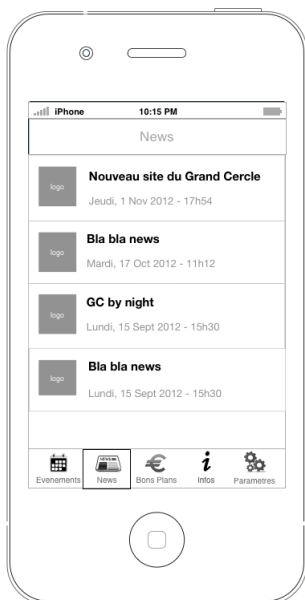 iPhone 10:15 PM
News
logo
Nouveau site du Grand Cercle
Jeudi, 1 Nov 2012 - 17h54
logo
Bla bla news
Mardi, 17 Oct 2012 - 11h12
logo
GC by night
Lundi, 15 Sept 2012 - 15h30
logo
Bla bla news
Lundi, 15 Sept 2012 - 15h30
NEWS
Evenements News Bons Plans Infos Parametres